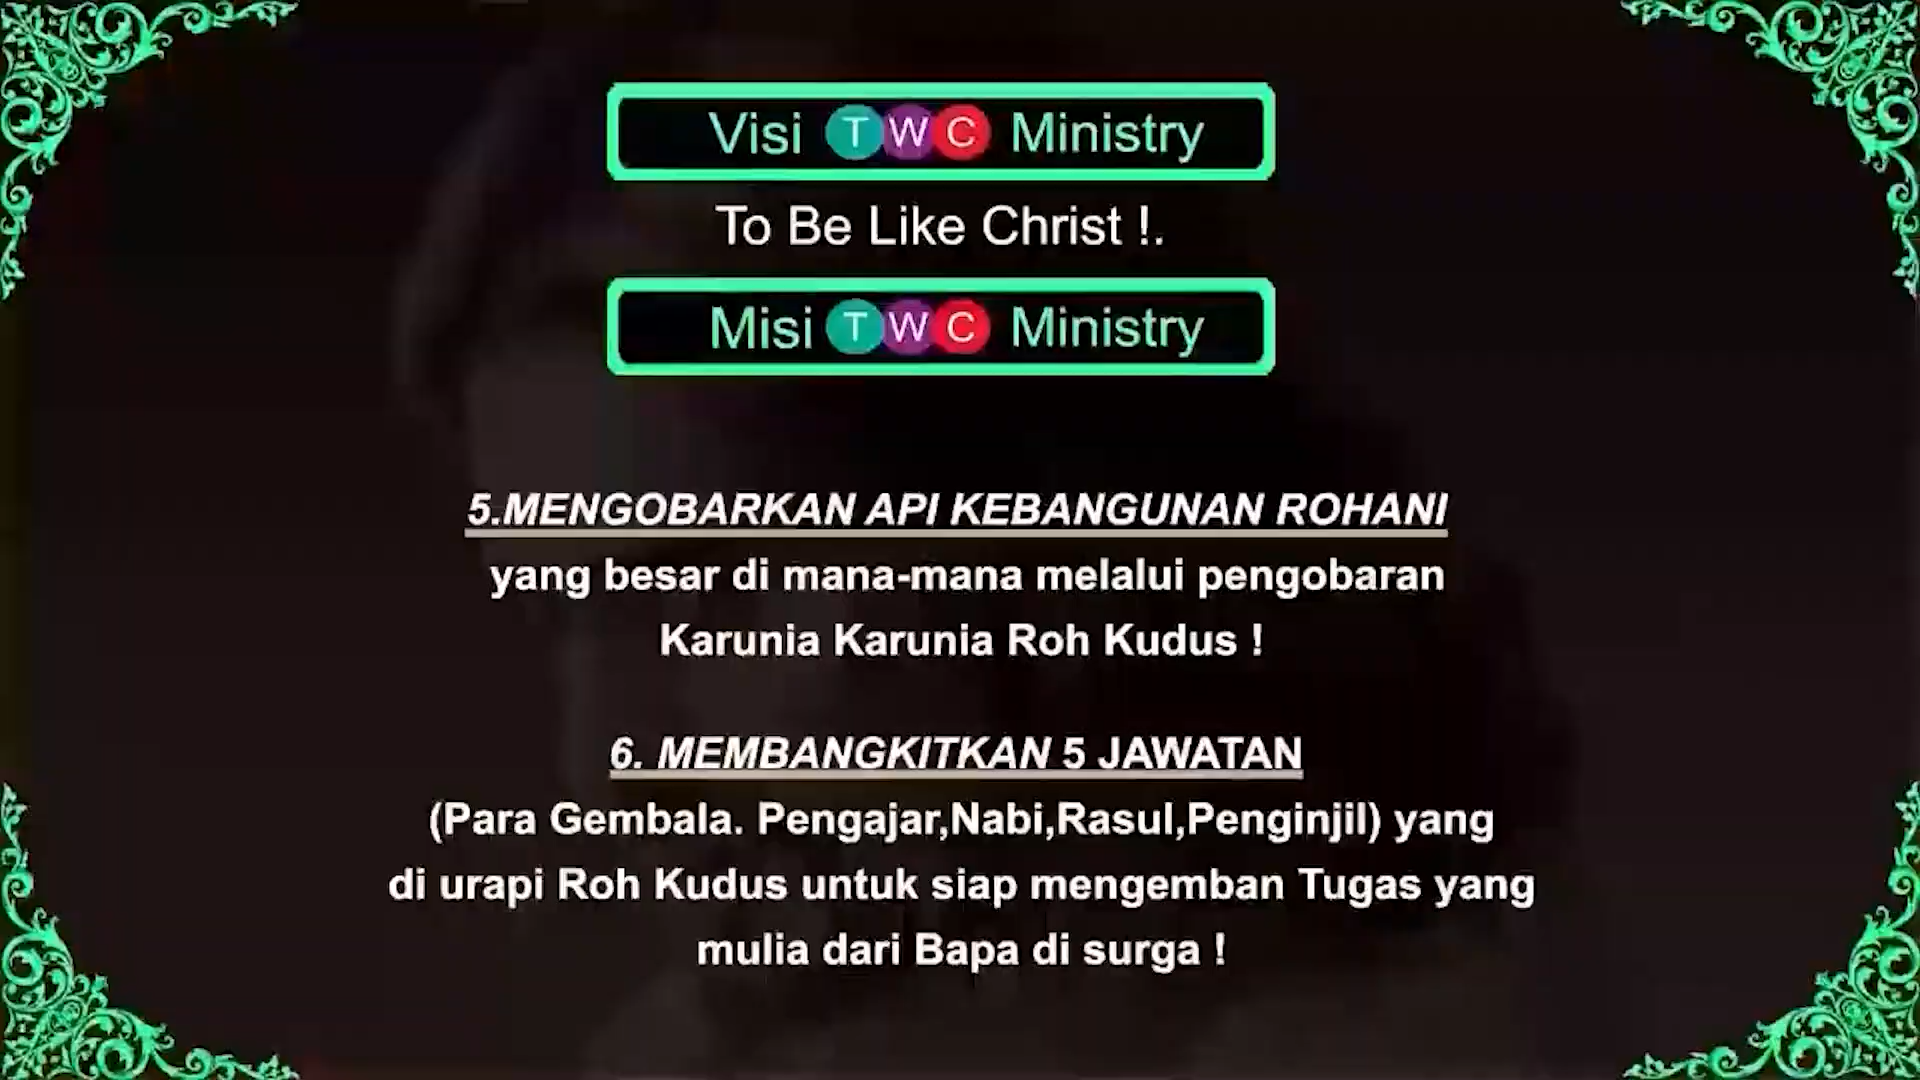 Visi TWC Ministry
To Be Like Christ !.
Misi TWC Ministry
5.MENGOBARKAN API KEBANGUNAN ROHANI
yang besar di mana-mana melalui pengobaran
Karunia Karunia Roh Kudus !
6. MEMBANGKITKAN 5 JAWATAN
(Para Gembala. Pengajar,Nabi,Rasul,Penginjil) yang
di urapi Roh Kudus untuk siap mengemban Tugas yang
mulia dari Bapa di surga !